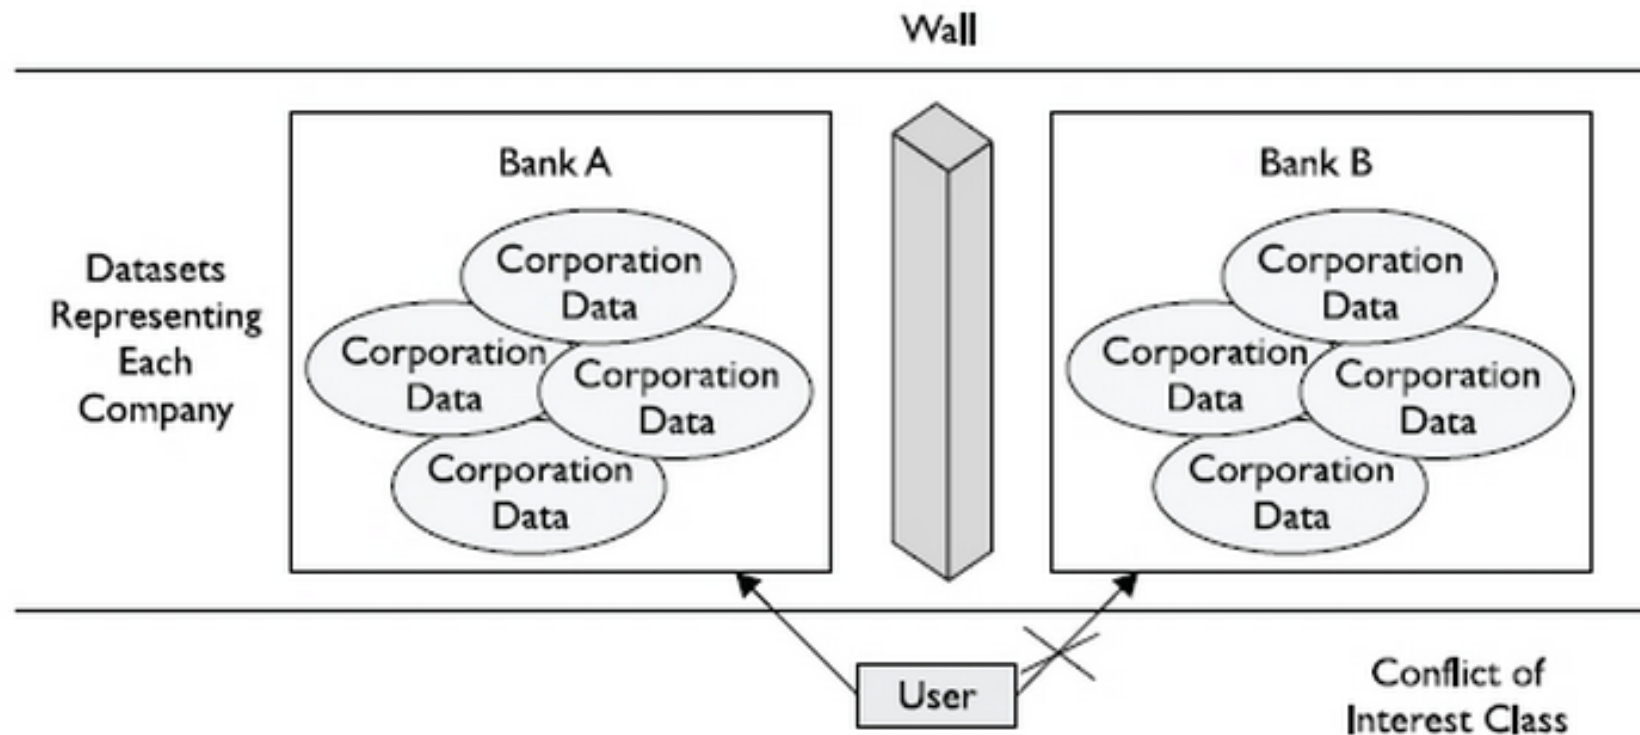 Wall
Datasets
Representing
Each
Company
Bank A
Corporation
Data
Corporation
Data
Corporation
Data
Corporation
Data
Bank B
Corporation
Data
Corporation
Data
Corporation
Data
Corporation
Data
User
Conflict of
Interest Class